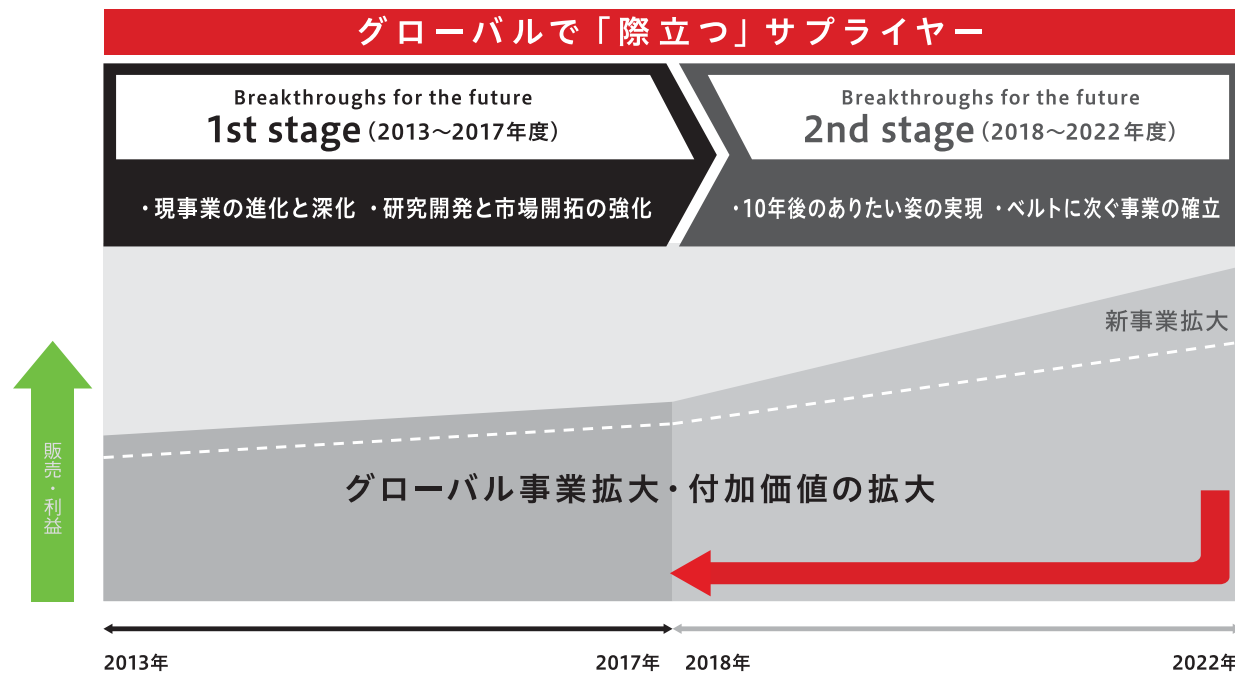 グローバルで「際立つ」サプライヤー
Breakthroughs for the future
1st stage(2013〜2017年度)
・現事業の進化と深化 ・研究開発と市場開拓の強化
Breakthroughs for the future
2nd stage(2018〜2022年度)
・10年後のありたい姿の実現 ・ベルトに次ぐ事業の確立
新事業拡大
販売・利益
グローバル事業拡大・付加価値の拡大
2013年
2017年
2018年
2022年